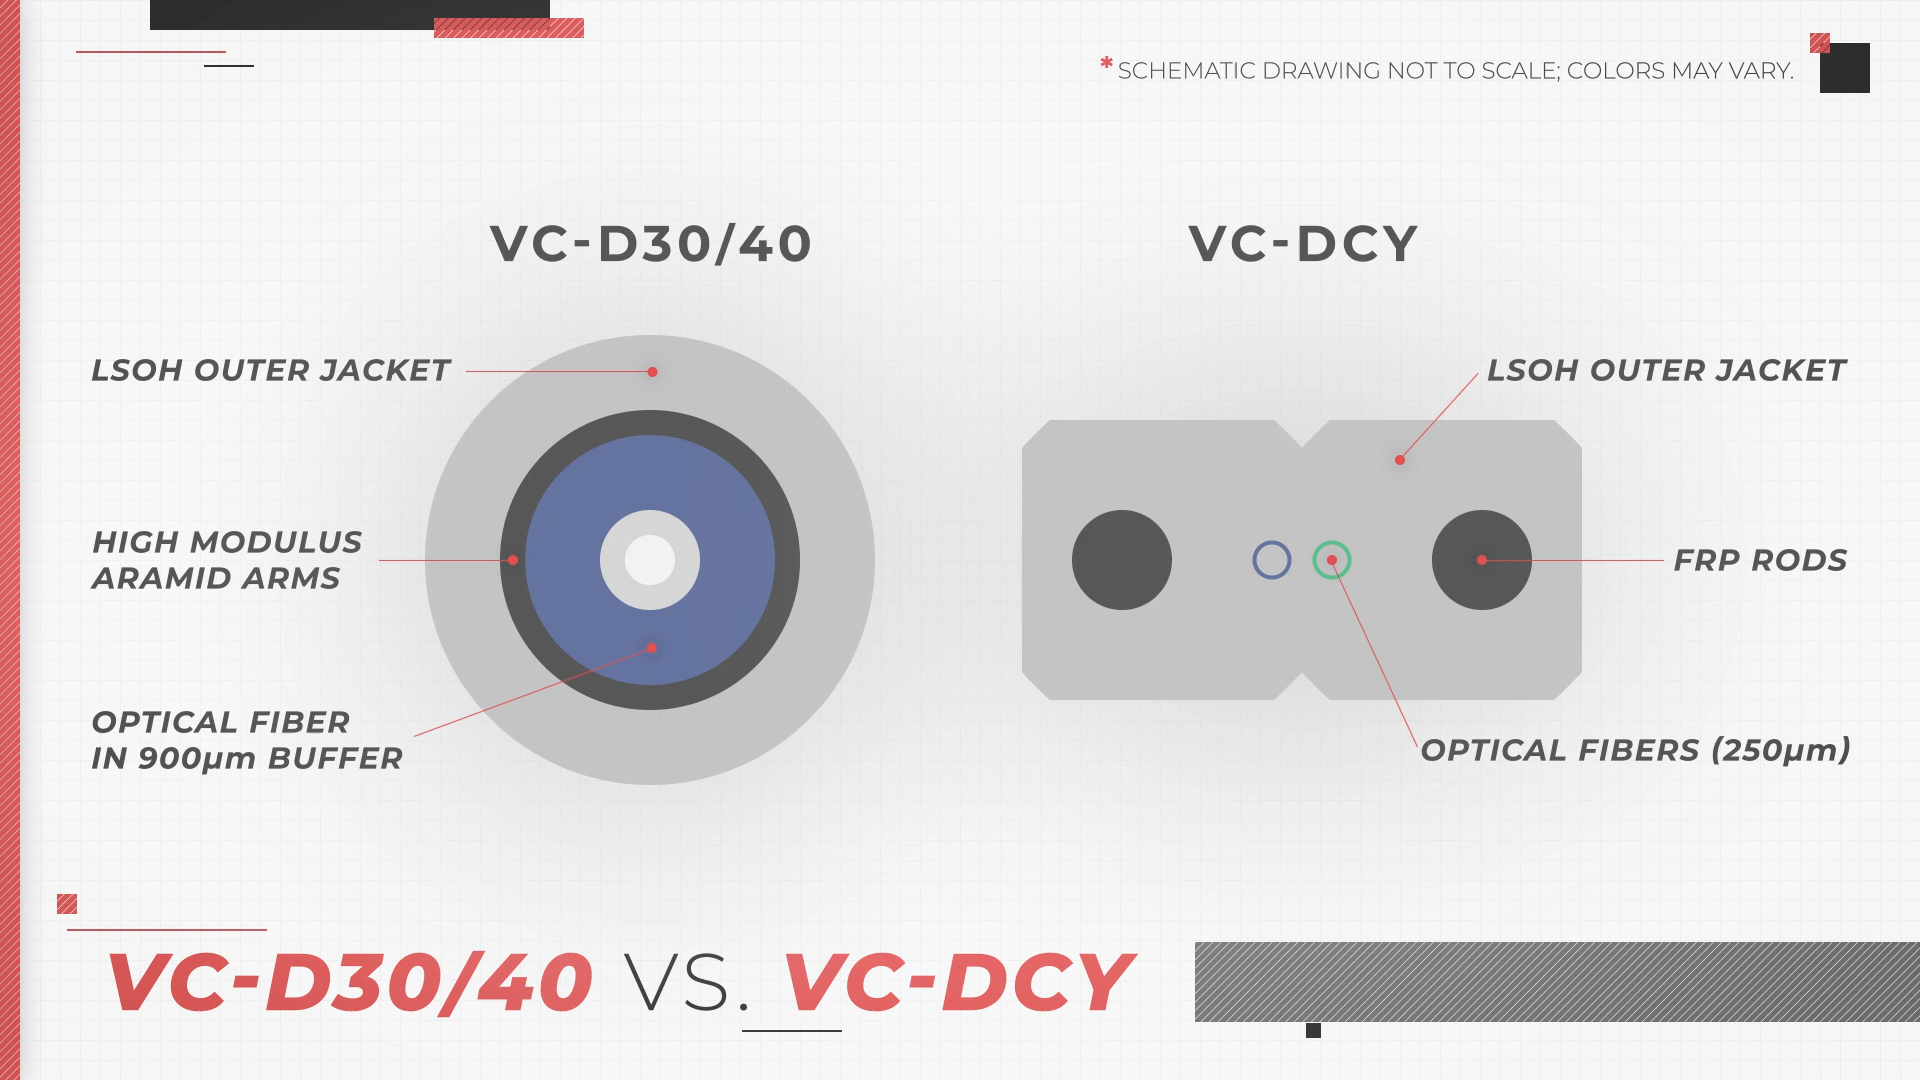 * SCHEMATIC DRAWING NOT TO SCALE; COLORS MAY VARY.
VC-D30/40
LSOH OUTER JACKET
HIGH MODULUS
ARAMID ARMS
OPTICAL FIBER
IN 900µm BUFFER
VC-DCY
LSOH OUTER JACKET
FRP RODS
OPTICAL FIBERS (250µm)
VC-D30/40 VS. VC-DCY